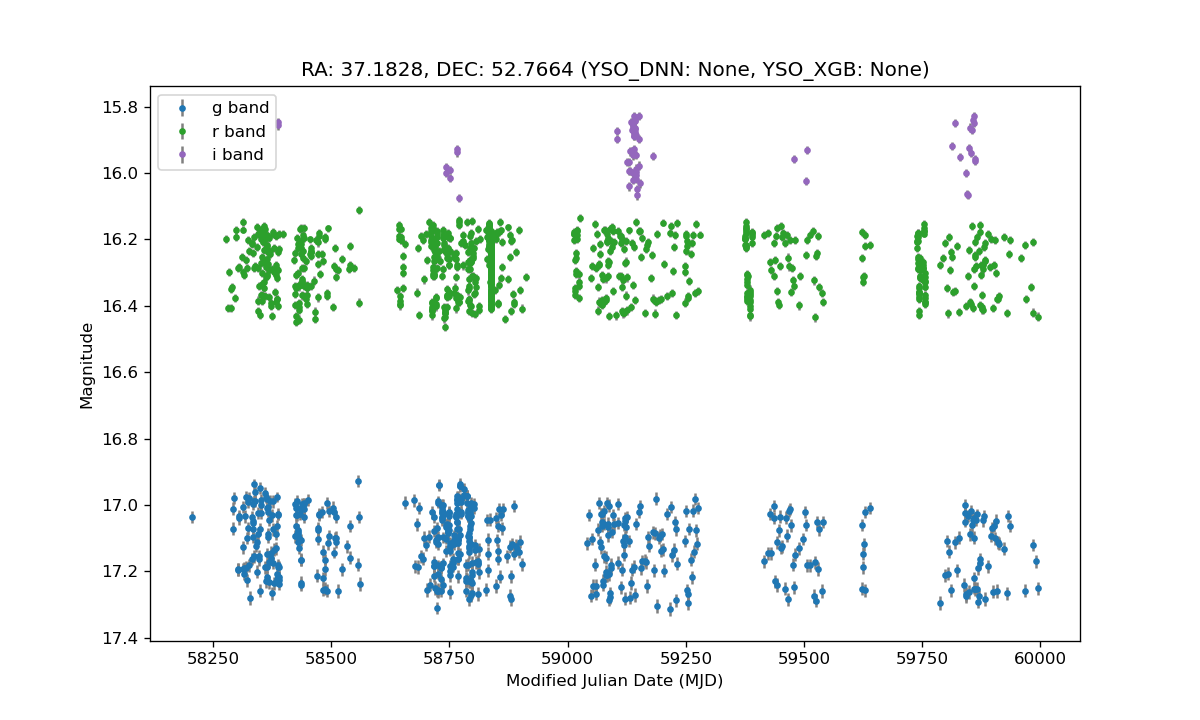 RA: 37.1828, DEC: 52.7664 (YSO_DNN: None, YSO_XGB: None)
g band
r band
i band
15.8
16.0
16.2
16.4
16.6
16.8
17.0
17.2
17.4
Magnitude
58250 58500 58750 59000 59250 59500 59750 60000
Modified Julian Date (MJD)